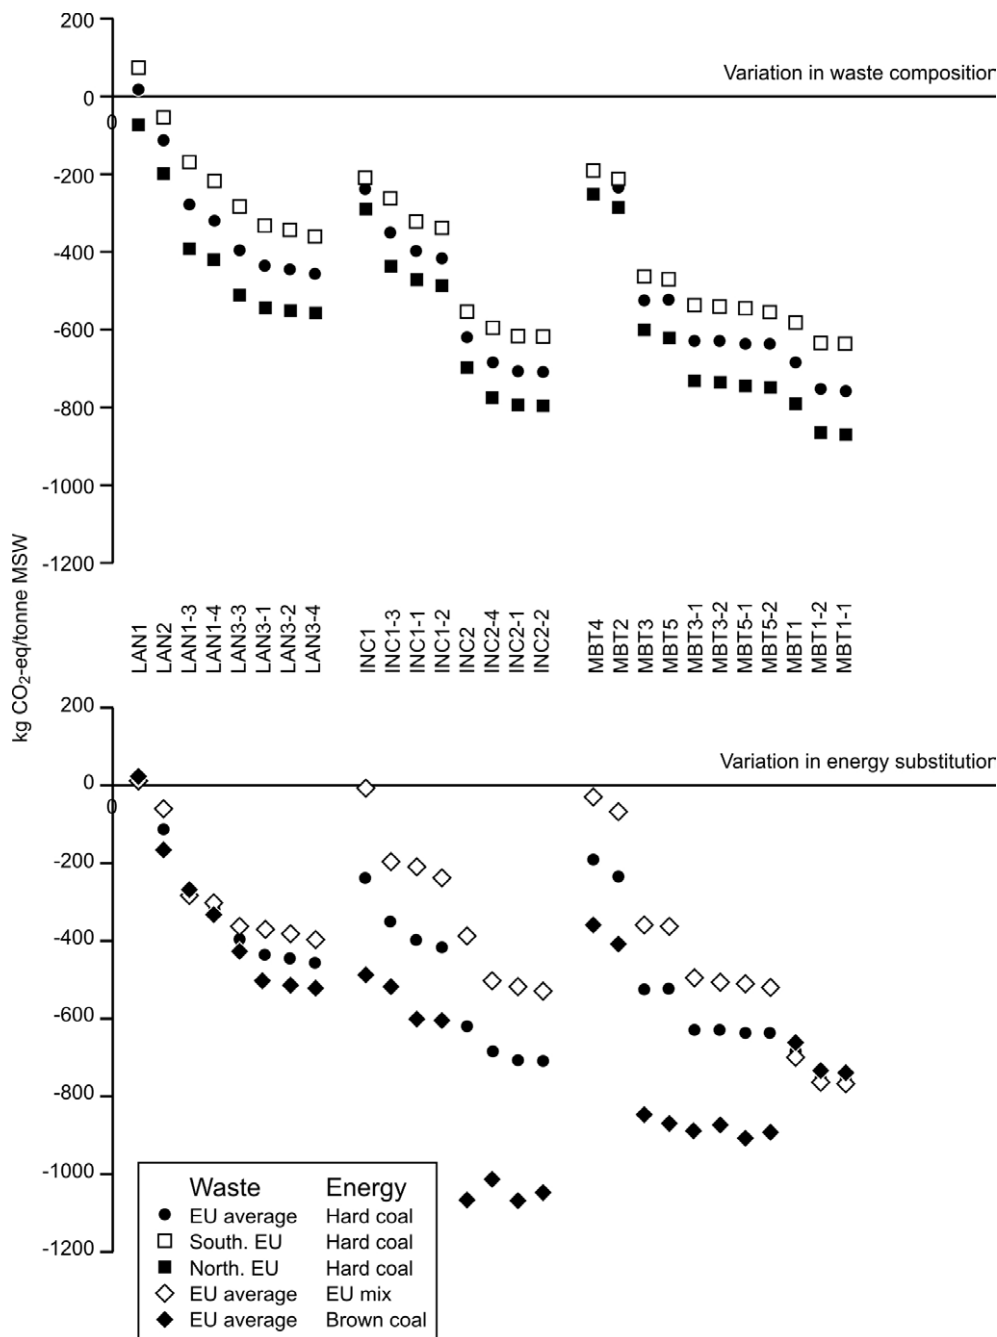 200
Variation in waste composition
0
0
-200
-400
-600
-800
-1000
-1200
kg CO₂-eq/tonne MSW
LAN1
LAN2
LAN1-3
LAN1-4
LAN3-3
LAN3-1
LAN3-2
LAN3-4
INC1
INC1-3
INC1-1
INC1-2
INC2
INC2-4
INC2-1
INC2-2
MBT4
MBT2
MBT3
MBT5
MBT3-1
MBT3-2
MBT5-1
MBT5-2
MBT1
MBT1-2
MBT1-1
200
Variation in energy substitution
0
0
-200
-400
-600
-800
-1000
-1200
Waste Energy
EU average Hard coal
South. EU Hard coal
North. EU Hard coal
EU average EU mix
EU average Brown coal